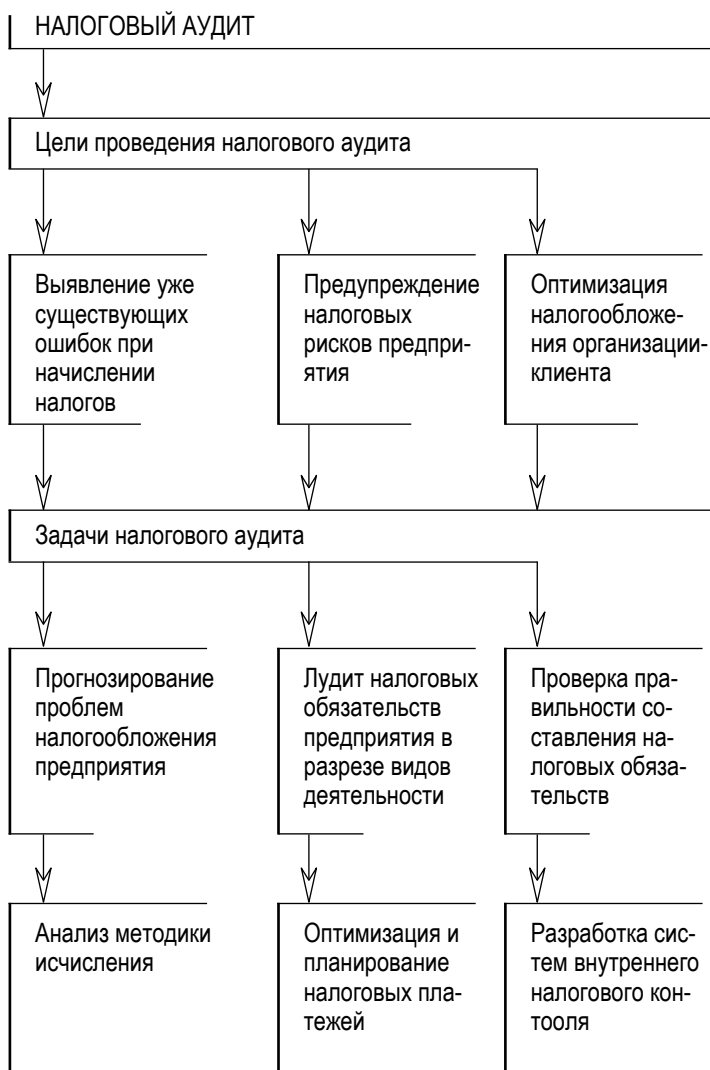 НАЛОГОВЫЙ АУДИТ
Цели проведения налогового аудита
Выявление уже
существующих
ошибок при
начислении
налогов
Предупреждение
налоговых
рисков предпри-
ятия
Оптимизация
налогообложе-
ния организации-
клиента
Задачи налогового аудита
Прогнозирование
проблем
налогообложения
предприятия
Лудит налоговых
обязательств
предприятия в
разрезе видов
деятельности
Проверка пра-
вильности со-
ставления на-
логовых обяза-
тельств
Анализ методики
исчисления
Оптимизация и
планирование
налоговых пла-
тежей
Разработка сис-
тем внутреннего
налогового кон-
тооля